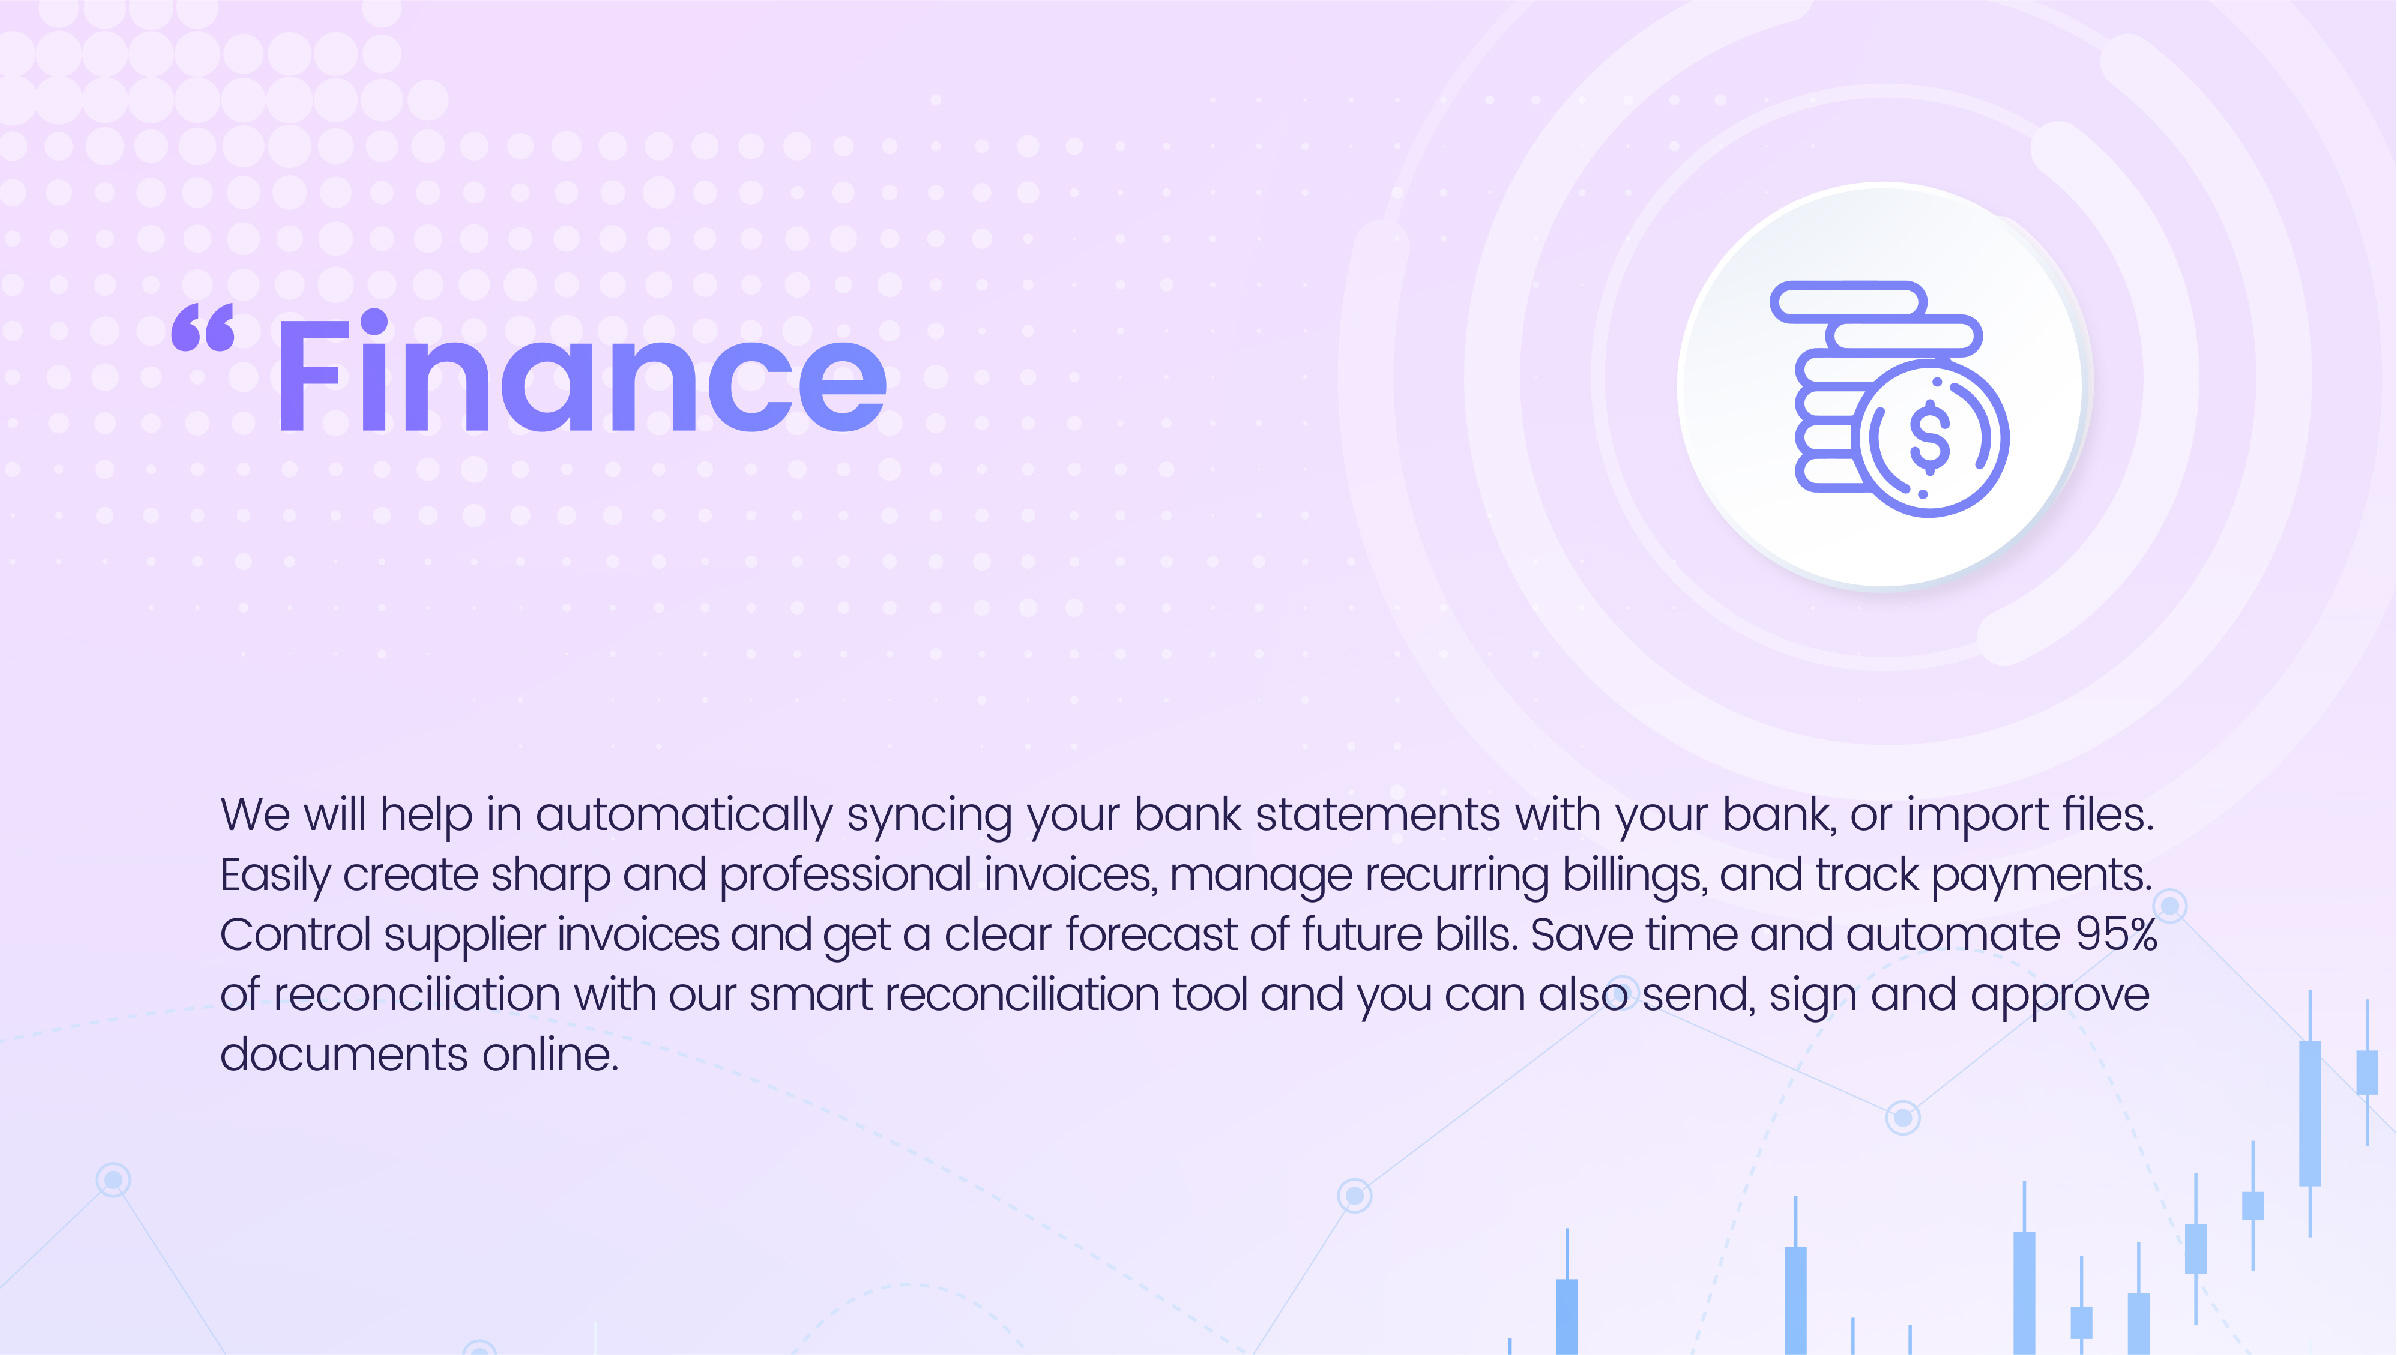 “ Finance
$
We will help in automatically syncing your bank statements with your bank, or import files.
Easily create sharp and professional invoices, manage recurring billings, and track payments.
Control supplier invoices and get a clear forecast of future bills. Save time and automate 95%
of reconciliation with our smart reconciliation tool and you can also send, sign and approve
documents online.